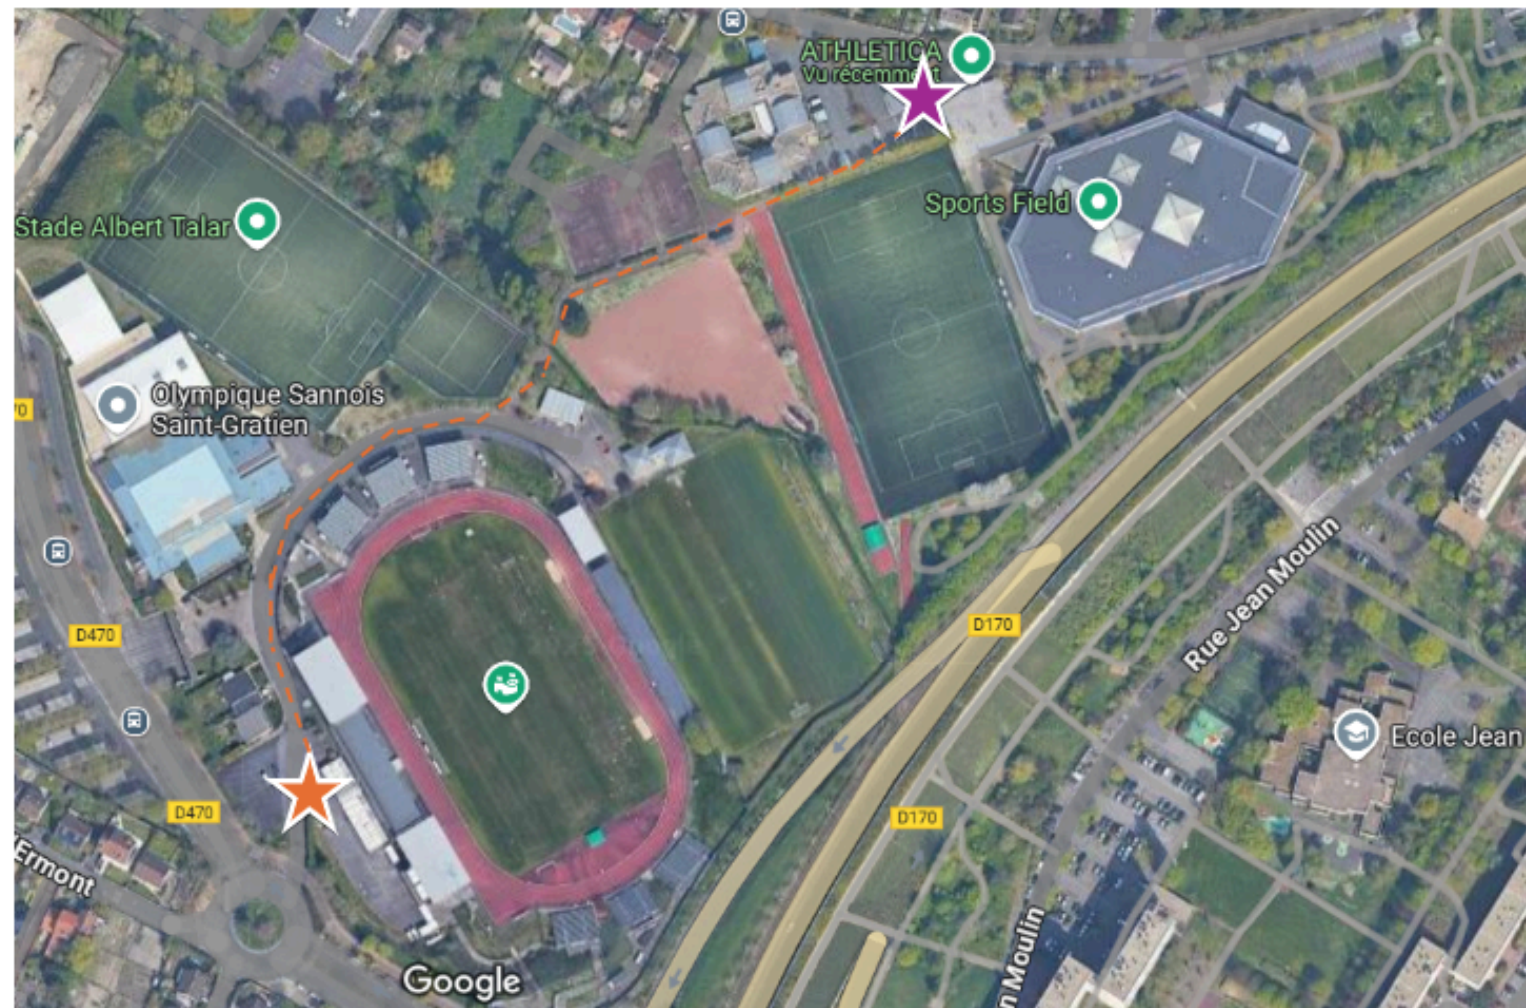 ATHLETICA
Vu récemment
Sports Field
Stade Albert Talar
Olympique Sannois
Saint-Gratien
D470
D170
Rue Jean Moulin
Ecole Jean
D470
D170
Ermont
n Moulin
Google